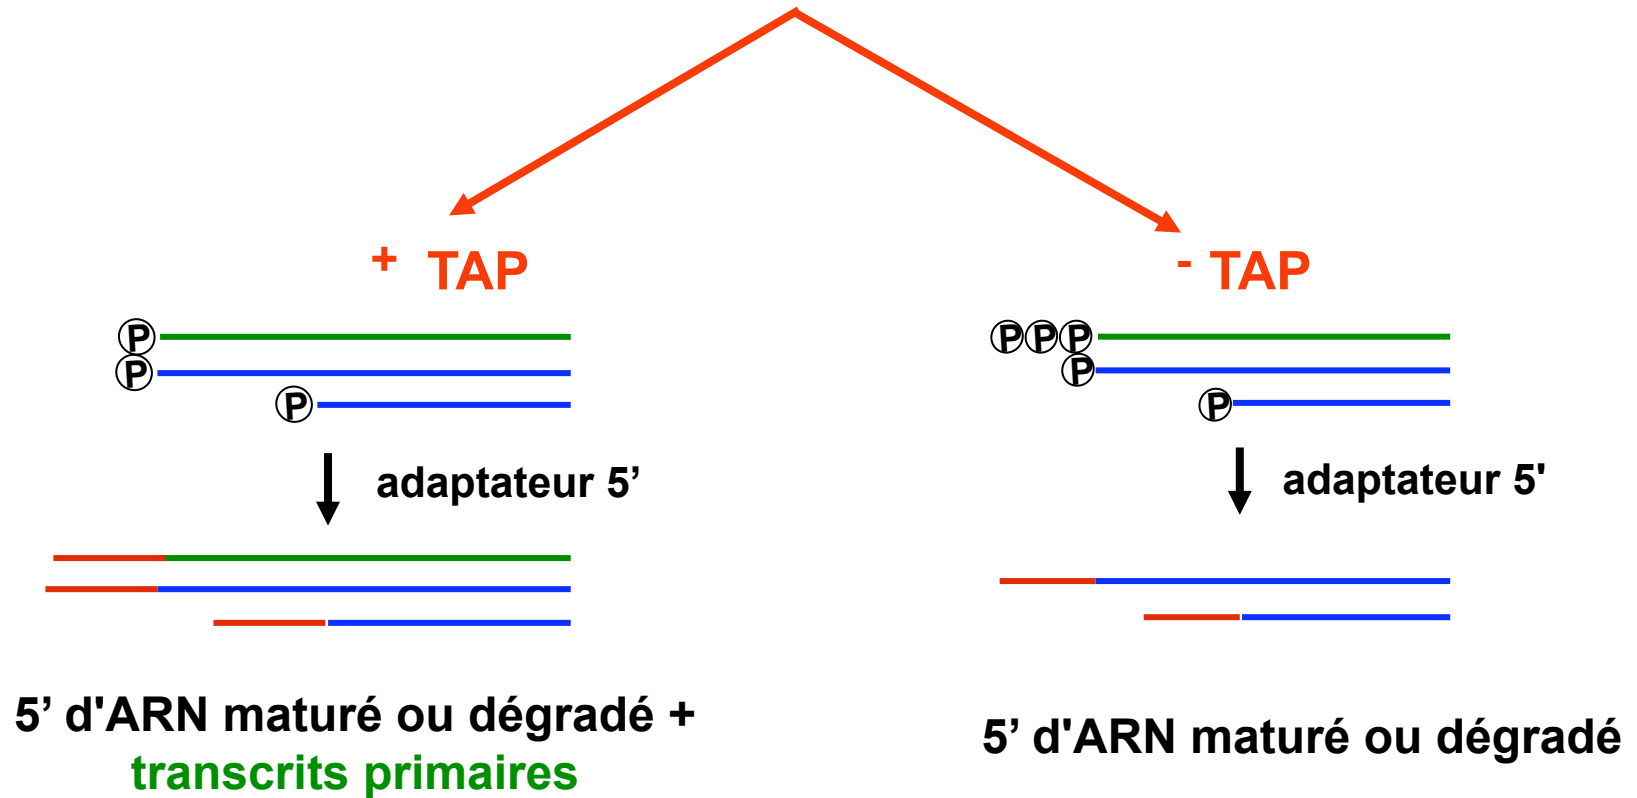 + TAP
- TAP
P
P P P
P
P
P
P
adaptateur 5’
adaptateur 5'
5’ d'ARN maturé ou dégradé +
transcrits primaires
5’ d'ARN maturé ou dégradé